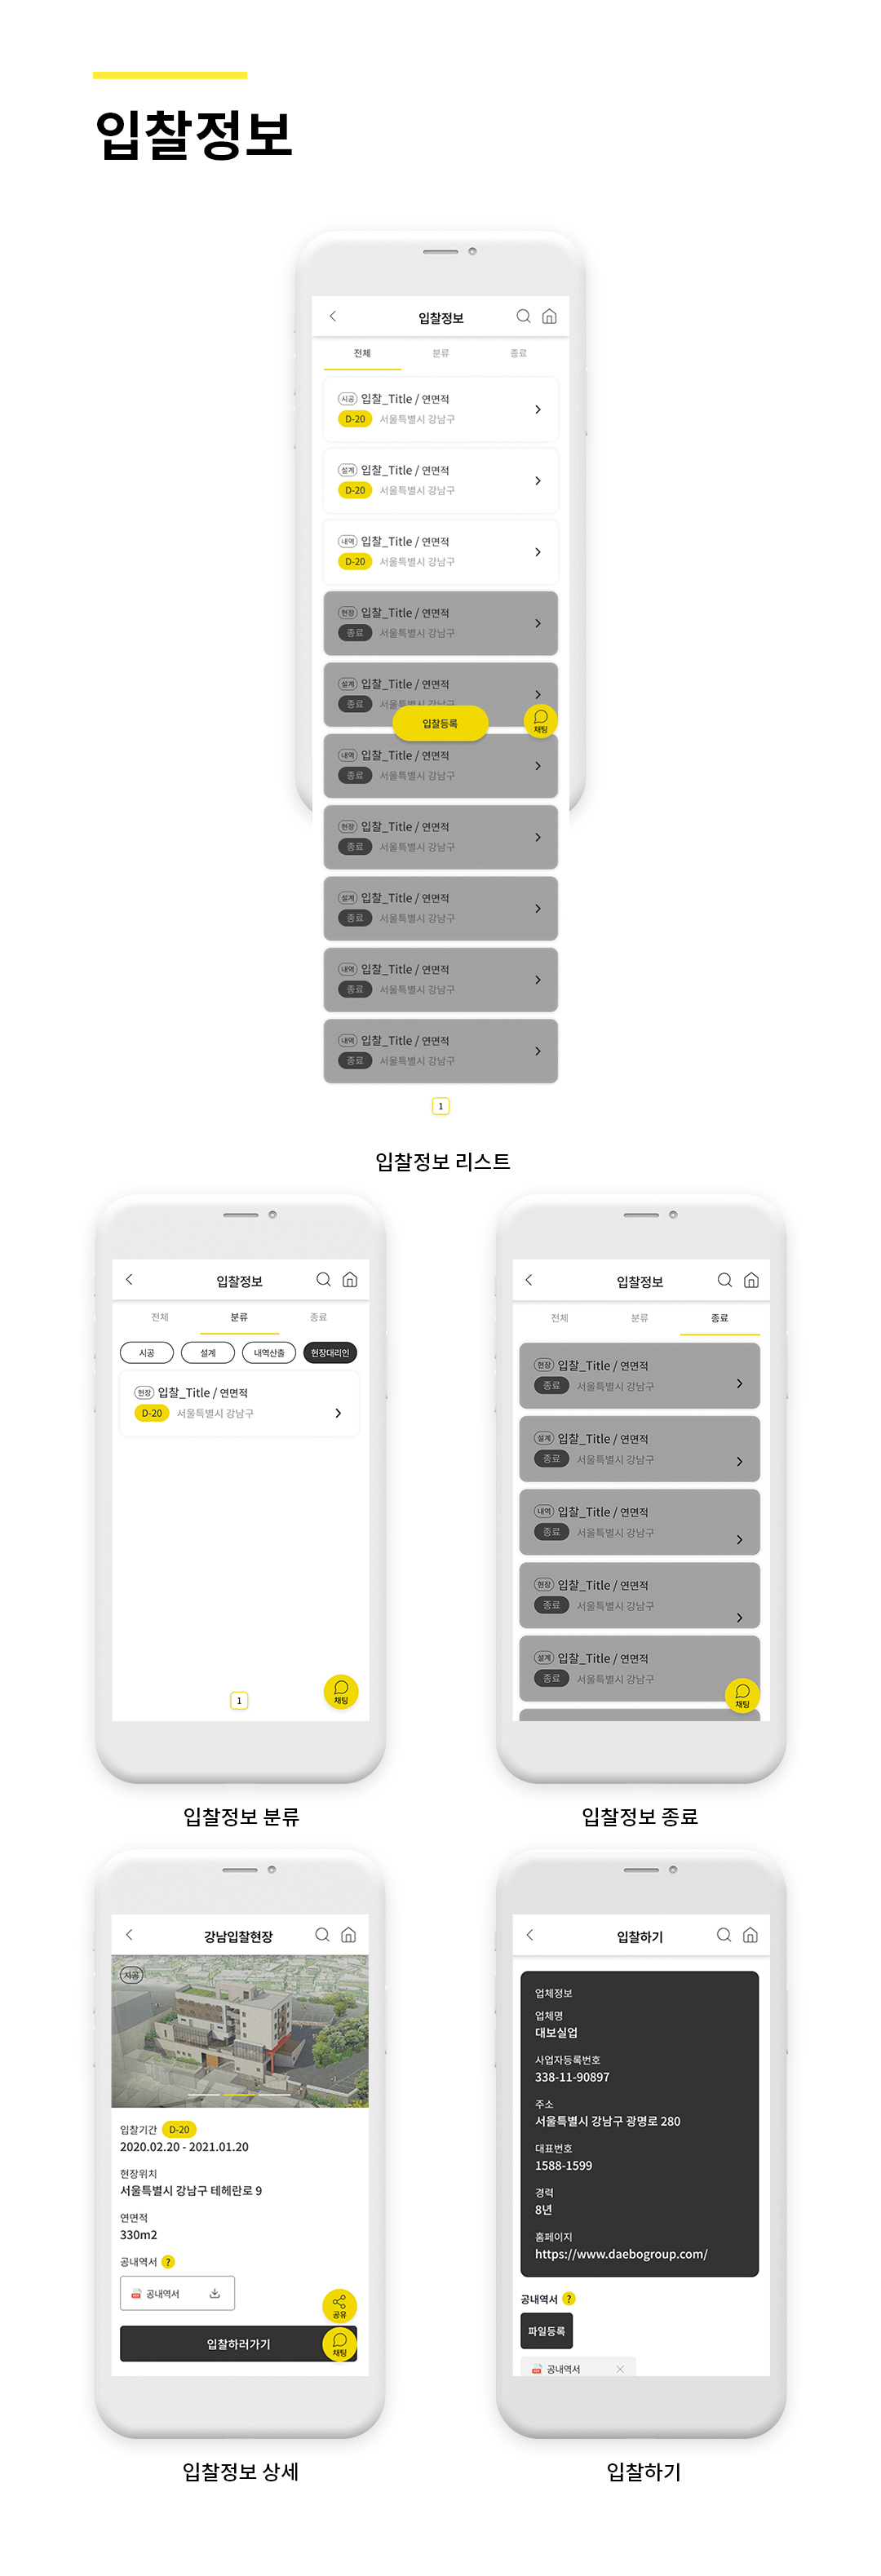 입찰정보
입찰정보
전체 분류 종료
시공 입찰_Title / 연면적
D-20 서울특별시 강남구
설계 입찰_Title / 연면적
D-20 서울특별시 강남구
내역 입찰_Title / 연면적
D-20 서울특별시 강남구
현장 입찰_Title / 연면적
종료 서울특별시 강남구
설계 입찰_Title / 연면적
종료 서울특별시 강남구
입찰등록 채팅
내역 입찰_Title / 연면적
종료 서울특별시 강남구
현장 입찰_Title / 연면적
종료 서울특별시 강남구
설계 입찰_Title / 연면적
종료 서울특별시 강남구
내역 입찰_Title / 연면적
종료 서울특별시 강남구
내역 입찰_Title / 연면적
종료 서울특별시 강남구
1
입찰정보 리스트
입찰정보
전체 분류 종료
시공 설계 내역산출 현장대리인
현장 입찰_Title / 연면적
D-20 서울특별시 강남구
1
채팅
입찰정보 분류
입찰정보
전체 분류 종료
현장 입찰_Title / 연면적
종료 서울특별시 강남구
설계 입찰_Title / 연면적
종료 서울특별시 강남구
내역 입찰_Title / 연면적
종료 서울특별시 강남구
현장 입찰_Title / 연면적
종료 서울특별시 강남구
설계 입찰_Title / 연면적
종료 서울특별시 강남구
채팅
입찰정보 종료
강남입찰현장
시공
입찰기간 D-20
2020.02.20 - 2021.01.20
현장위치
서울특별시 강남구 테헤란로 9
연면적
330m2
공내역서 ?
PDF 공내역서
공유
입찰하러가기
채팅
입찰정보 상세
입찰하기
업체정보
업체명
대보실업
사업자등록번호
338-11-90897
주소
서울특별시 강남구 광명로 280
대표번호
1588-1599
경력
8년
홈페이지
https://www.daebogroup.com/
공내역서 ?
파일등록
PDF 공내역서
입찰하기